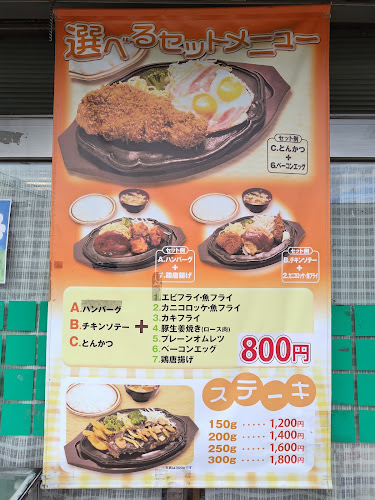 選べるセットメニュー
セット例
C.とんかつ
+
6.ベーコンエッグ
セット例
A.ハンバーグ
+
7.鶏唐揚げ
セット例
B.チキンソテー
+
2.カニコロッケ・魚フライ
A.ハンバーグ
B.チキンソテー
C.とんかつ
+
1.エビフライ・魚フライ
2.カニコロッケ・魚フライ
3.カキフライ
4.豚生姜焼き(ロース肉)
5.プレーンオムレツ
6.ベーコンエッグ
7.鶏唐揚げ
800円
ステーキ
150g ····· 1,200円
200g ····· 1,400円
250g ····· 1,600円
300g ····· 1,800円